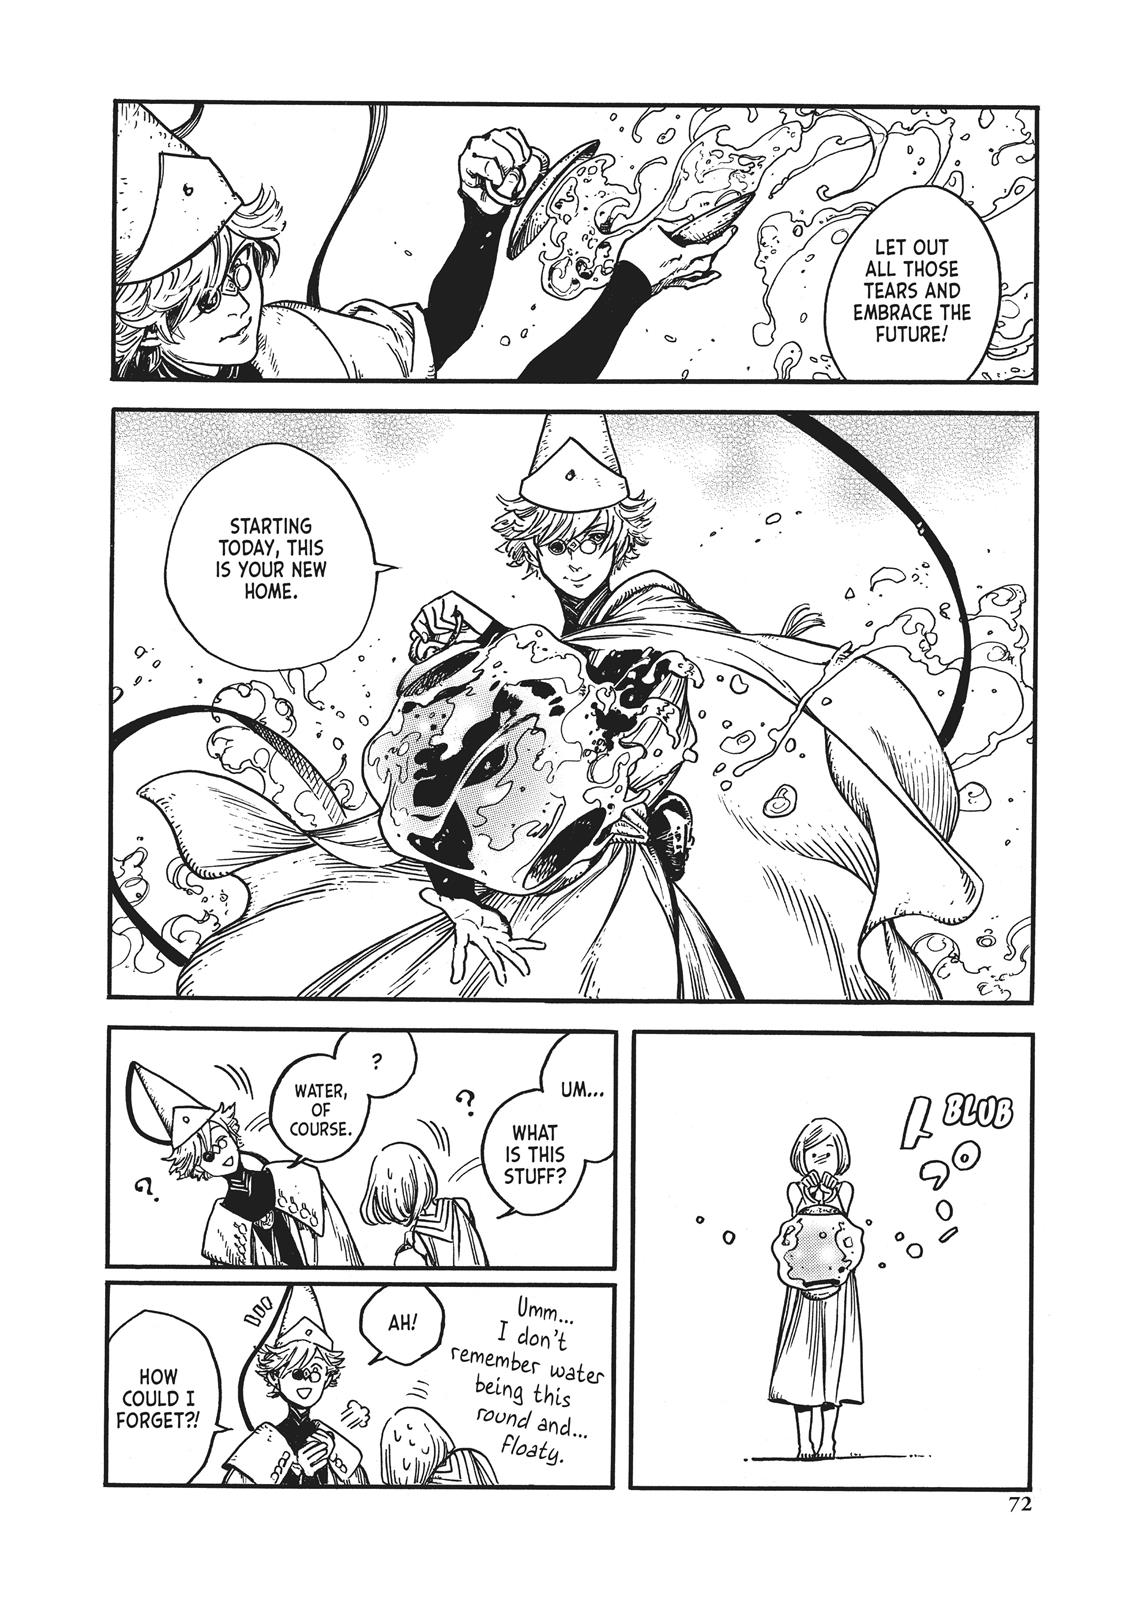 LET OUT
ALL THOSE
TEARS AND
EMBRACE THE
FUTURE!
STARTING
TODAY, THIS
IS YOUR NEW
HOME.
BLUB
UM...
WHAT
IS THIS
STUFF?
?
WATER,
OF
COURSE.
?
?
AH!
Umm...
I don't
remember water
being this
round and...
floaty.
HOW
COULD I
FORGET?!
72